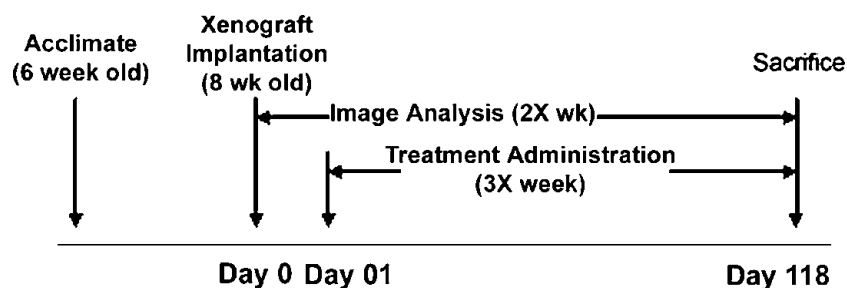 Acclimate
(6 week old)
Xenograft
Implantation
(8 wk old)
Sacrifice
Image Analysis (2X wk)
Treatment Administration
(3X week)
Day 0 Day 01
Day 118